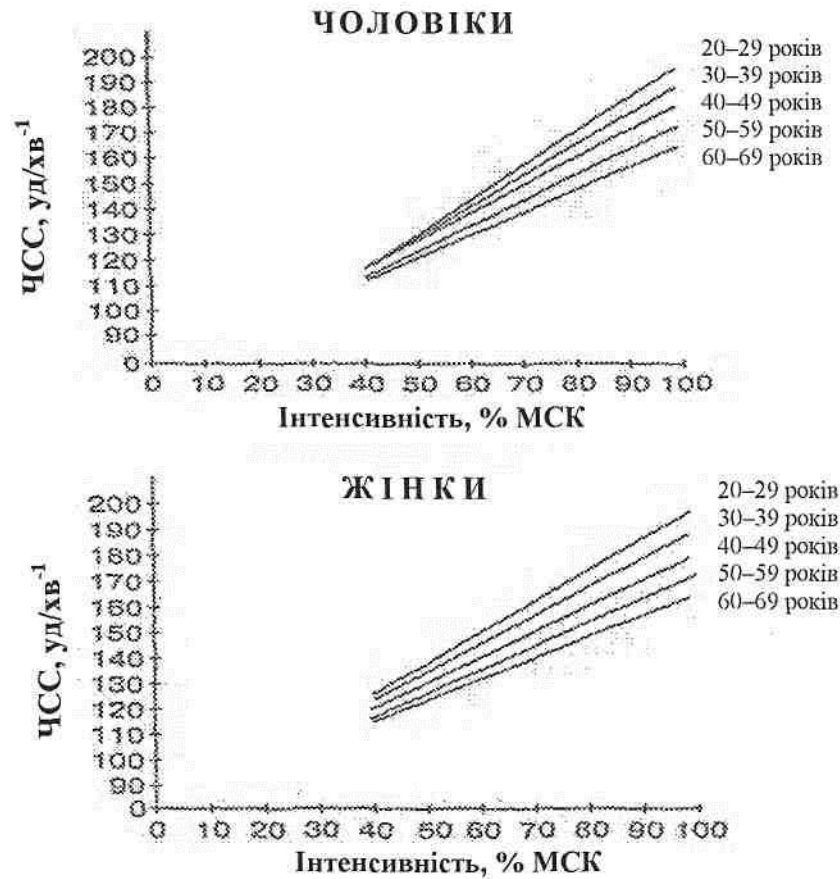 ЧОЛОВІКИ
ЧСС, уд/хв⁻¹
200
190
180
170
160
150
140
130
120
110
100
90
0
0 10 20 30 40 50 60 70 80 90 100
Інтенсивність, % МСК
20–29 років
30–39 років
40–49 років
50–59 років
60–69 років
ЖІНКИ
ЧСС, уд/хв⁻¹
200
190
180
170
160
150
140
130
120
110
100
90
0
0 10 20 30 40 50 60 70 80 90 100
Інтенсивність, % МСК
20–29 років
30–39 років
40–49 років
50–59 років
60–69 років